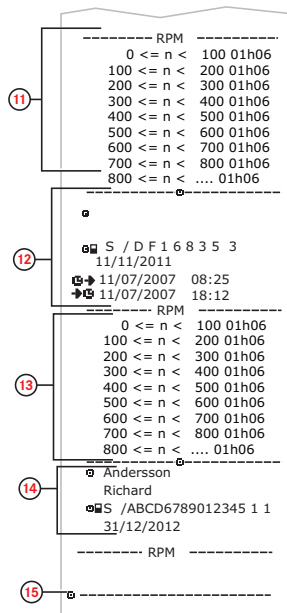 ------------ RPM ------------
0 <= n < 100 01h06
100 <= n < 200 01h06
200 <= n < 300 01h06
300 <= n < 400 01h06
400 <= n < 500 01h06
500 <= n < 600 01h06
600 <= n < 700 01h06
700 <= n < 800 01h06
800 <= n < .... 01h06
11
S / D F 1 6 8 3 5 3
11/11/2011
12
11/07/2007 08:25
11/07/2007 18:12
------------ RPM ------------
0 <= n < 100 01h06
100 <= n < 200 01h06
200 <= n < 300 01h06
300 <= n < 400 01h06
400 <= n < 500 01h06
500 <= n < 600 01h06
600 <= n < 700 01h06
700 <= n < 800 01h06
800 <= n < .... 01h06
13
Andersson
Richard
14
S /ABCD6789012345 1 1
31/12/2012
---------- RPM ------------
15